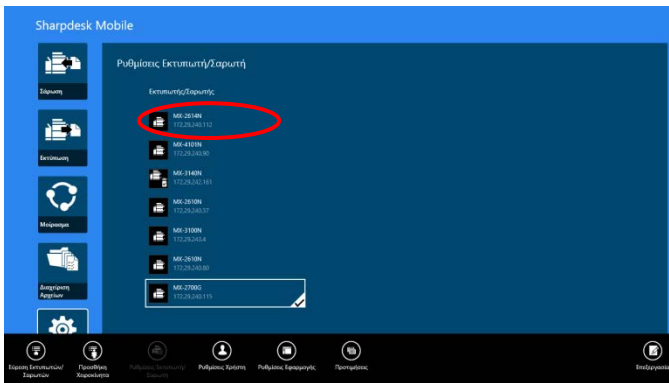 Sharpdesk Mobile
Ρυθμίσεις Εκτυπωτή/Σαρωτή
Σάρωση
Εκτυπωτής/Σαρωτής
MX-2614N
172.29.240.112
MX-4101N
172.29.240.90
Εκτύπωση
MX-3140N
172.29.242.161
MX-2610N
172.29.240.37
Μοίρασμα
MX-3100N
172.29.243.4
MX-2610N
172.29.240.80
Διαχείριση
Αρχείων
MX-2700G
172.29.240.115
Εύρεση Εκτυπωτών/
Σαρωτών
Προσθήκη
Χειροκίνητα
Ρυθμίσεις Εκτυπωτή/
Σαρωτή
Ρυθμίσεις Χρήστη
Ρυθμίσεις Εφαρμογής
Προτιμήσεις
Επεξεργασία